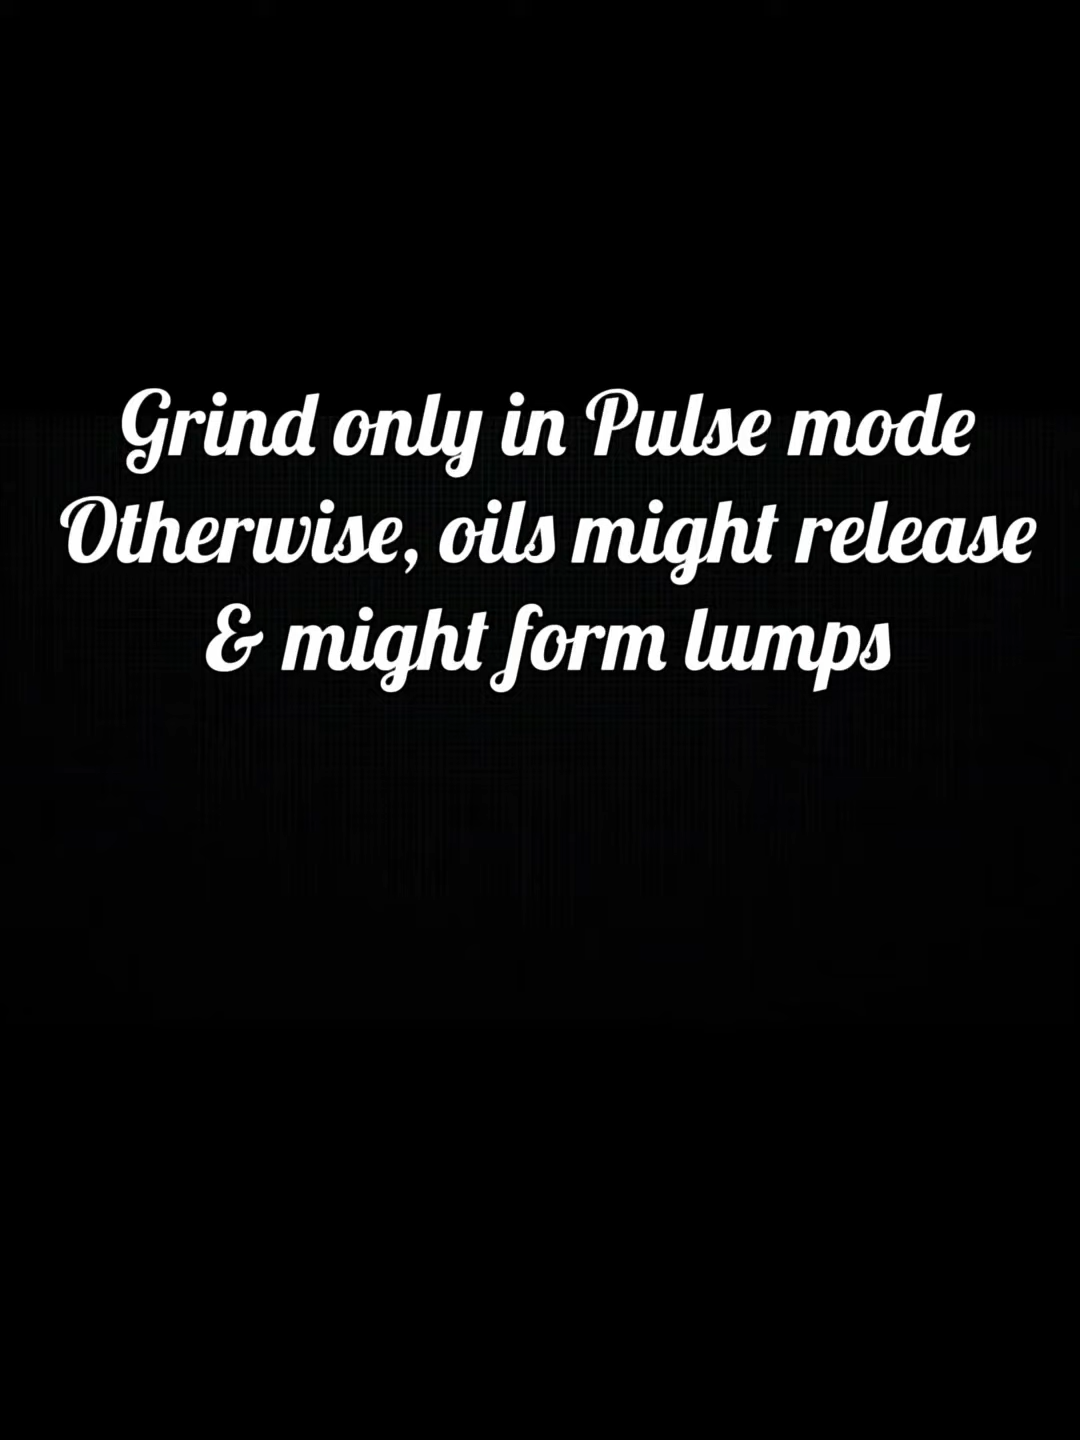 Grind only in Pulse mode
Otherwise, oils might release
& might form lumps